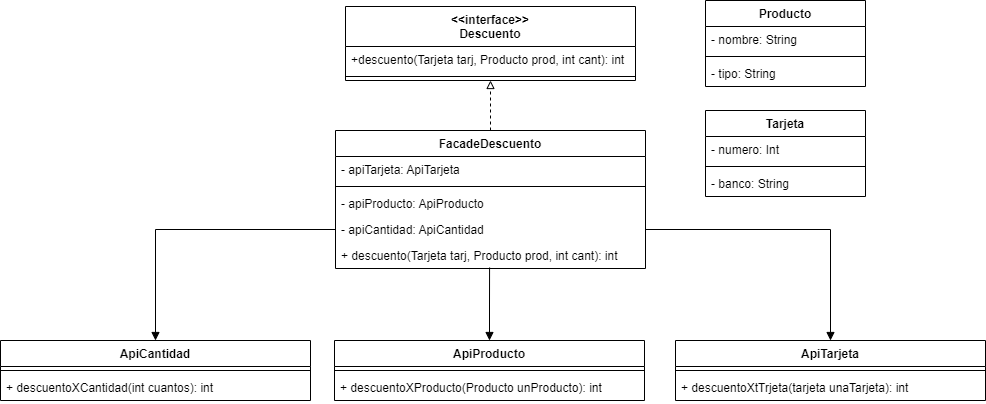 <<interface>>
Descuento
+descuento(Tarjeta tarj, Producto prod, int cant): int
Producto
- nombre: String
- tipo: String
Tarjeta
- numero: Int
- banco: String
FacadeDescuento
- apiTarjeta: ApiTarjeta
- apiProducto: ApiProducto
- apiCantidad: ApiCantidad
+ descuento(Tarjeta tarj, Producto prod, int cant): int
ApiCantidad
+ descuentoXCantidad(int cuantos): int
ApiProducto
+ descuentoXProducto(Producto unProducto): int
ApiTarjeta
+ descuentoXtTrjeta(tarjeta unaTarjeta): int